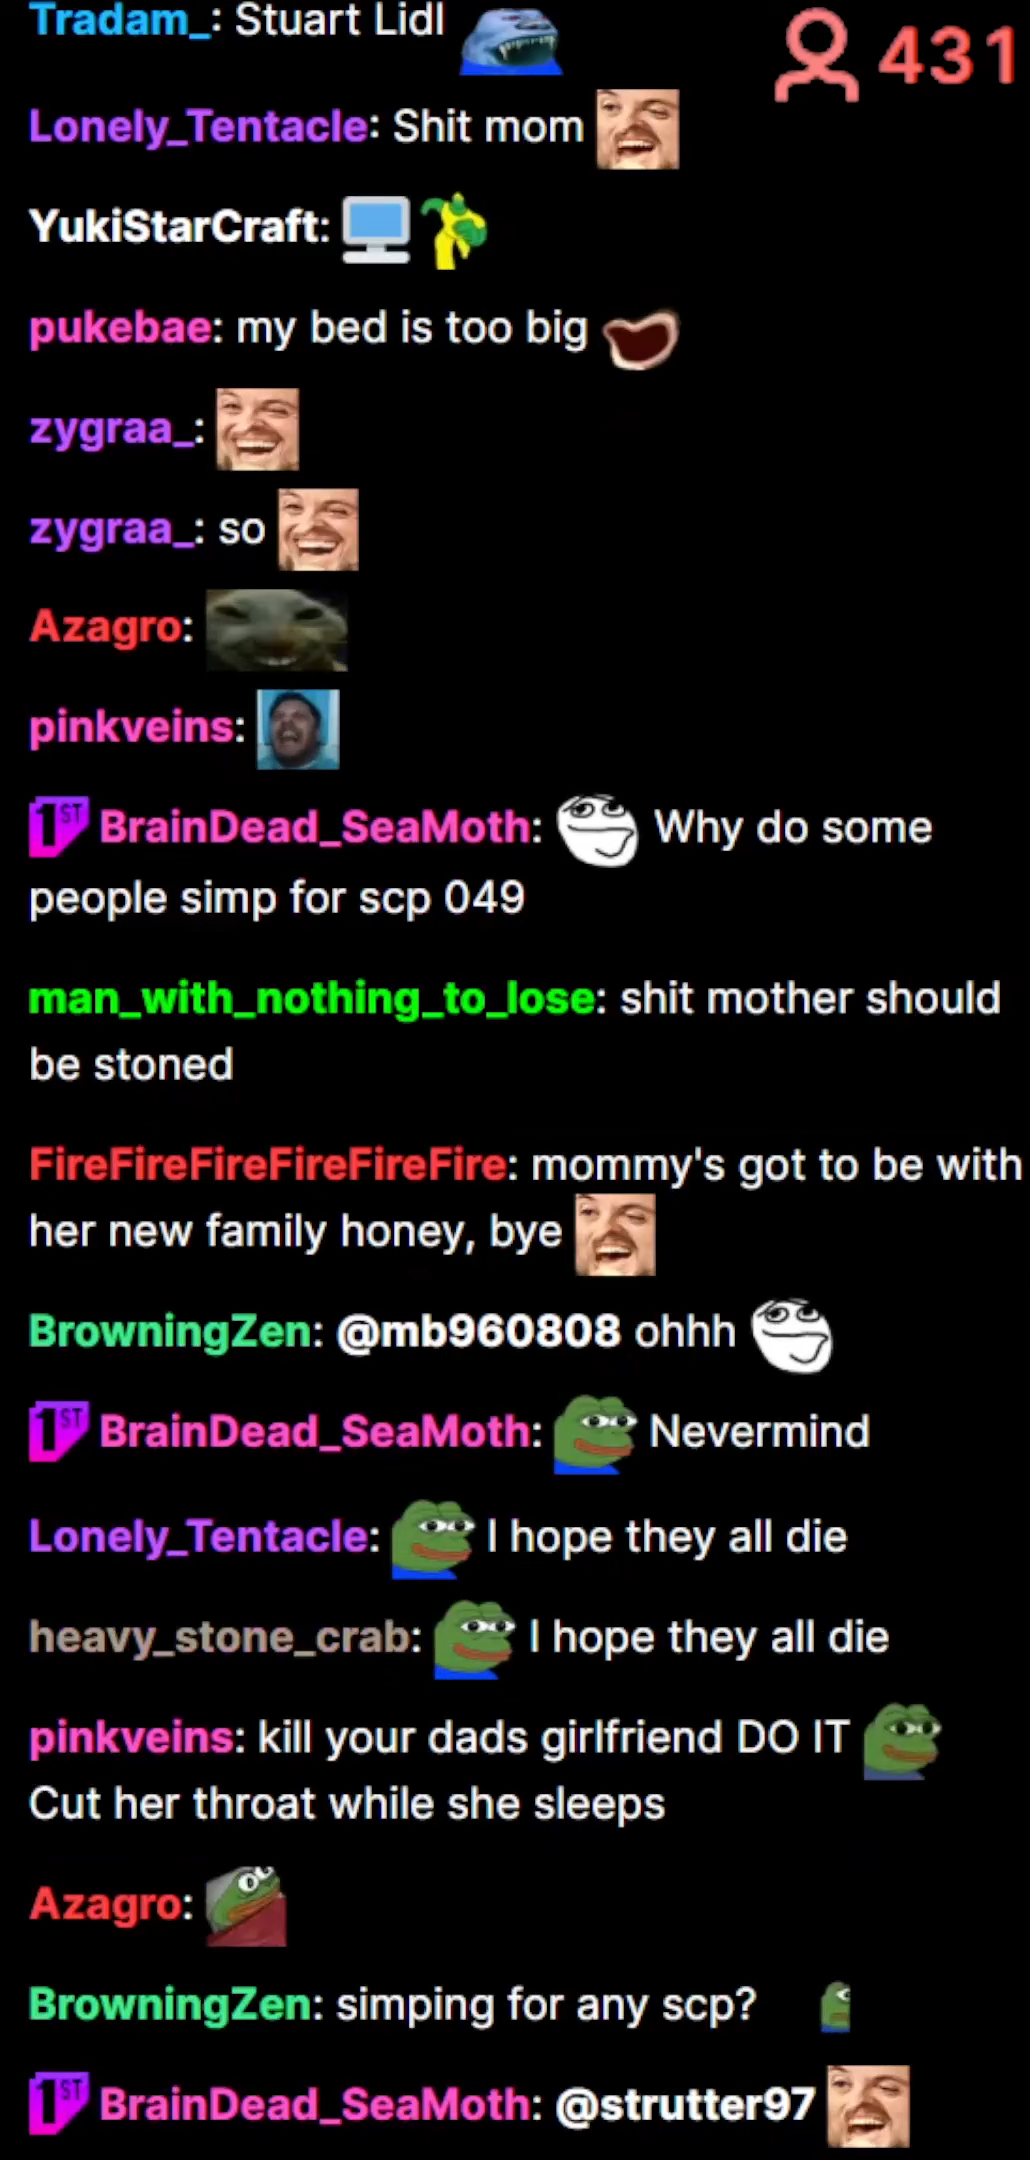 Tradam_: Stuart Lidl
431
Lonely_Tentacle: Shit mom
YukiStarCraft:
pukebae: my bed is too big
zygraa_:
zygraa_: so
Azagro:
pinkveins:
1ST BrainDead_SeaMoth: Why do some
people simp for scp 049
man_with_nothing_to_lose: shit mother should
be stoned
FireFireFireFireFireFire: mommy's got to be with
her new family honey, bye
BrowningZen: @mb960808 ohhh
1ST BrainDead_SeaMoth: Nevermind
Lonely_Tentacle: I hope they all die
heavy_stone_crab: I hope they all die
pinkveins: kill your dads girlfriend DO IT
Cut her throat while she sleeps
Azagro:
BrowningZen: simping for any scp?
1ST BrainDead_SeaMoth: @strutter97